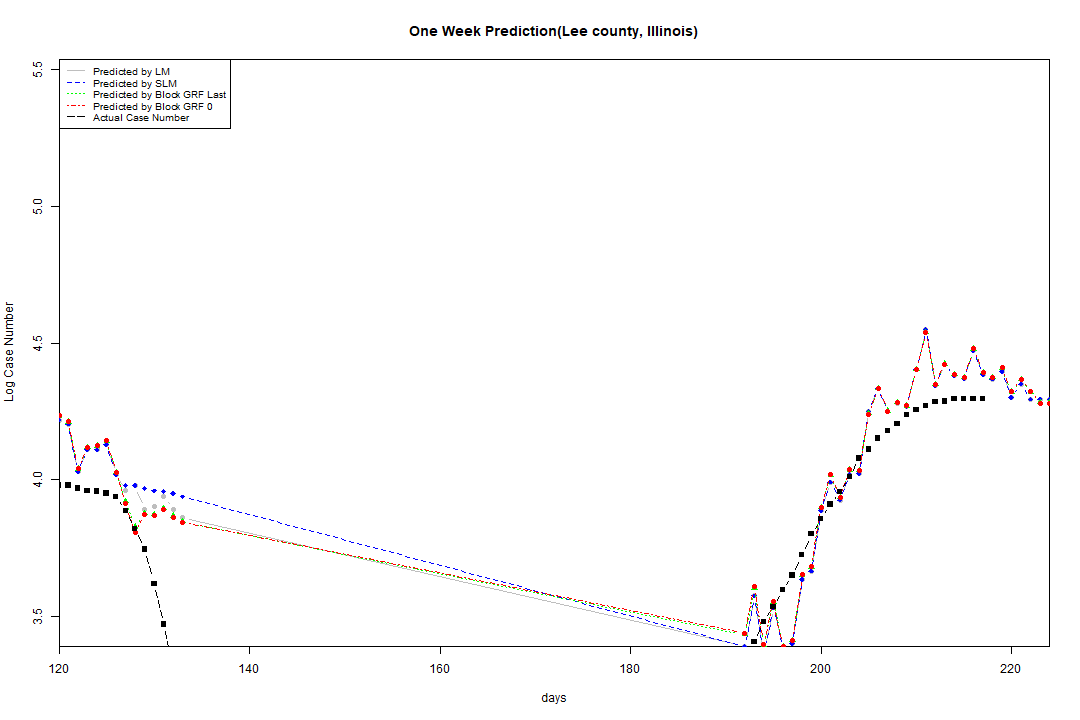 One Week Prediction(Lee county, Illinois)
Predicted by LM
Predicted by SLM
Predicted by Block GRF Last
Predicted by Block GRF 0
Actual Case Number
5.5
5.0
4.5
4.0
3.5
Log Case Number
120 140 160 180 200 220
days